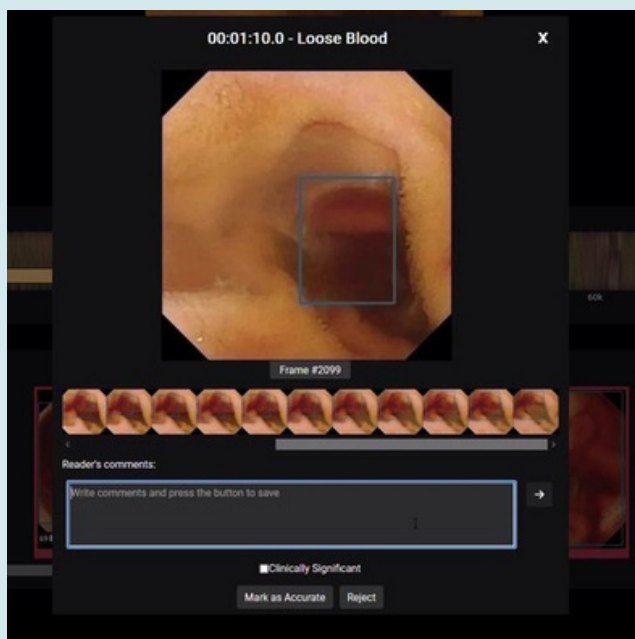 00:01:10.0 - Loose Blood X
60k
Frame #2099
Reader's comments:
Write comments and press the button to save
Clinically Significant
Mark as Accurate Reject